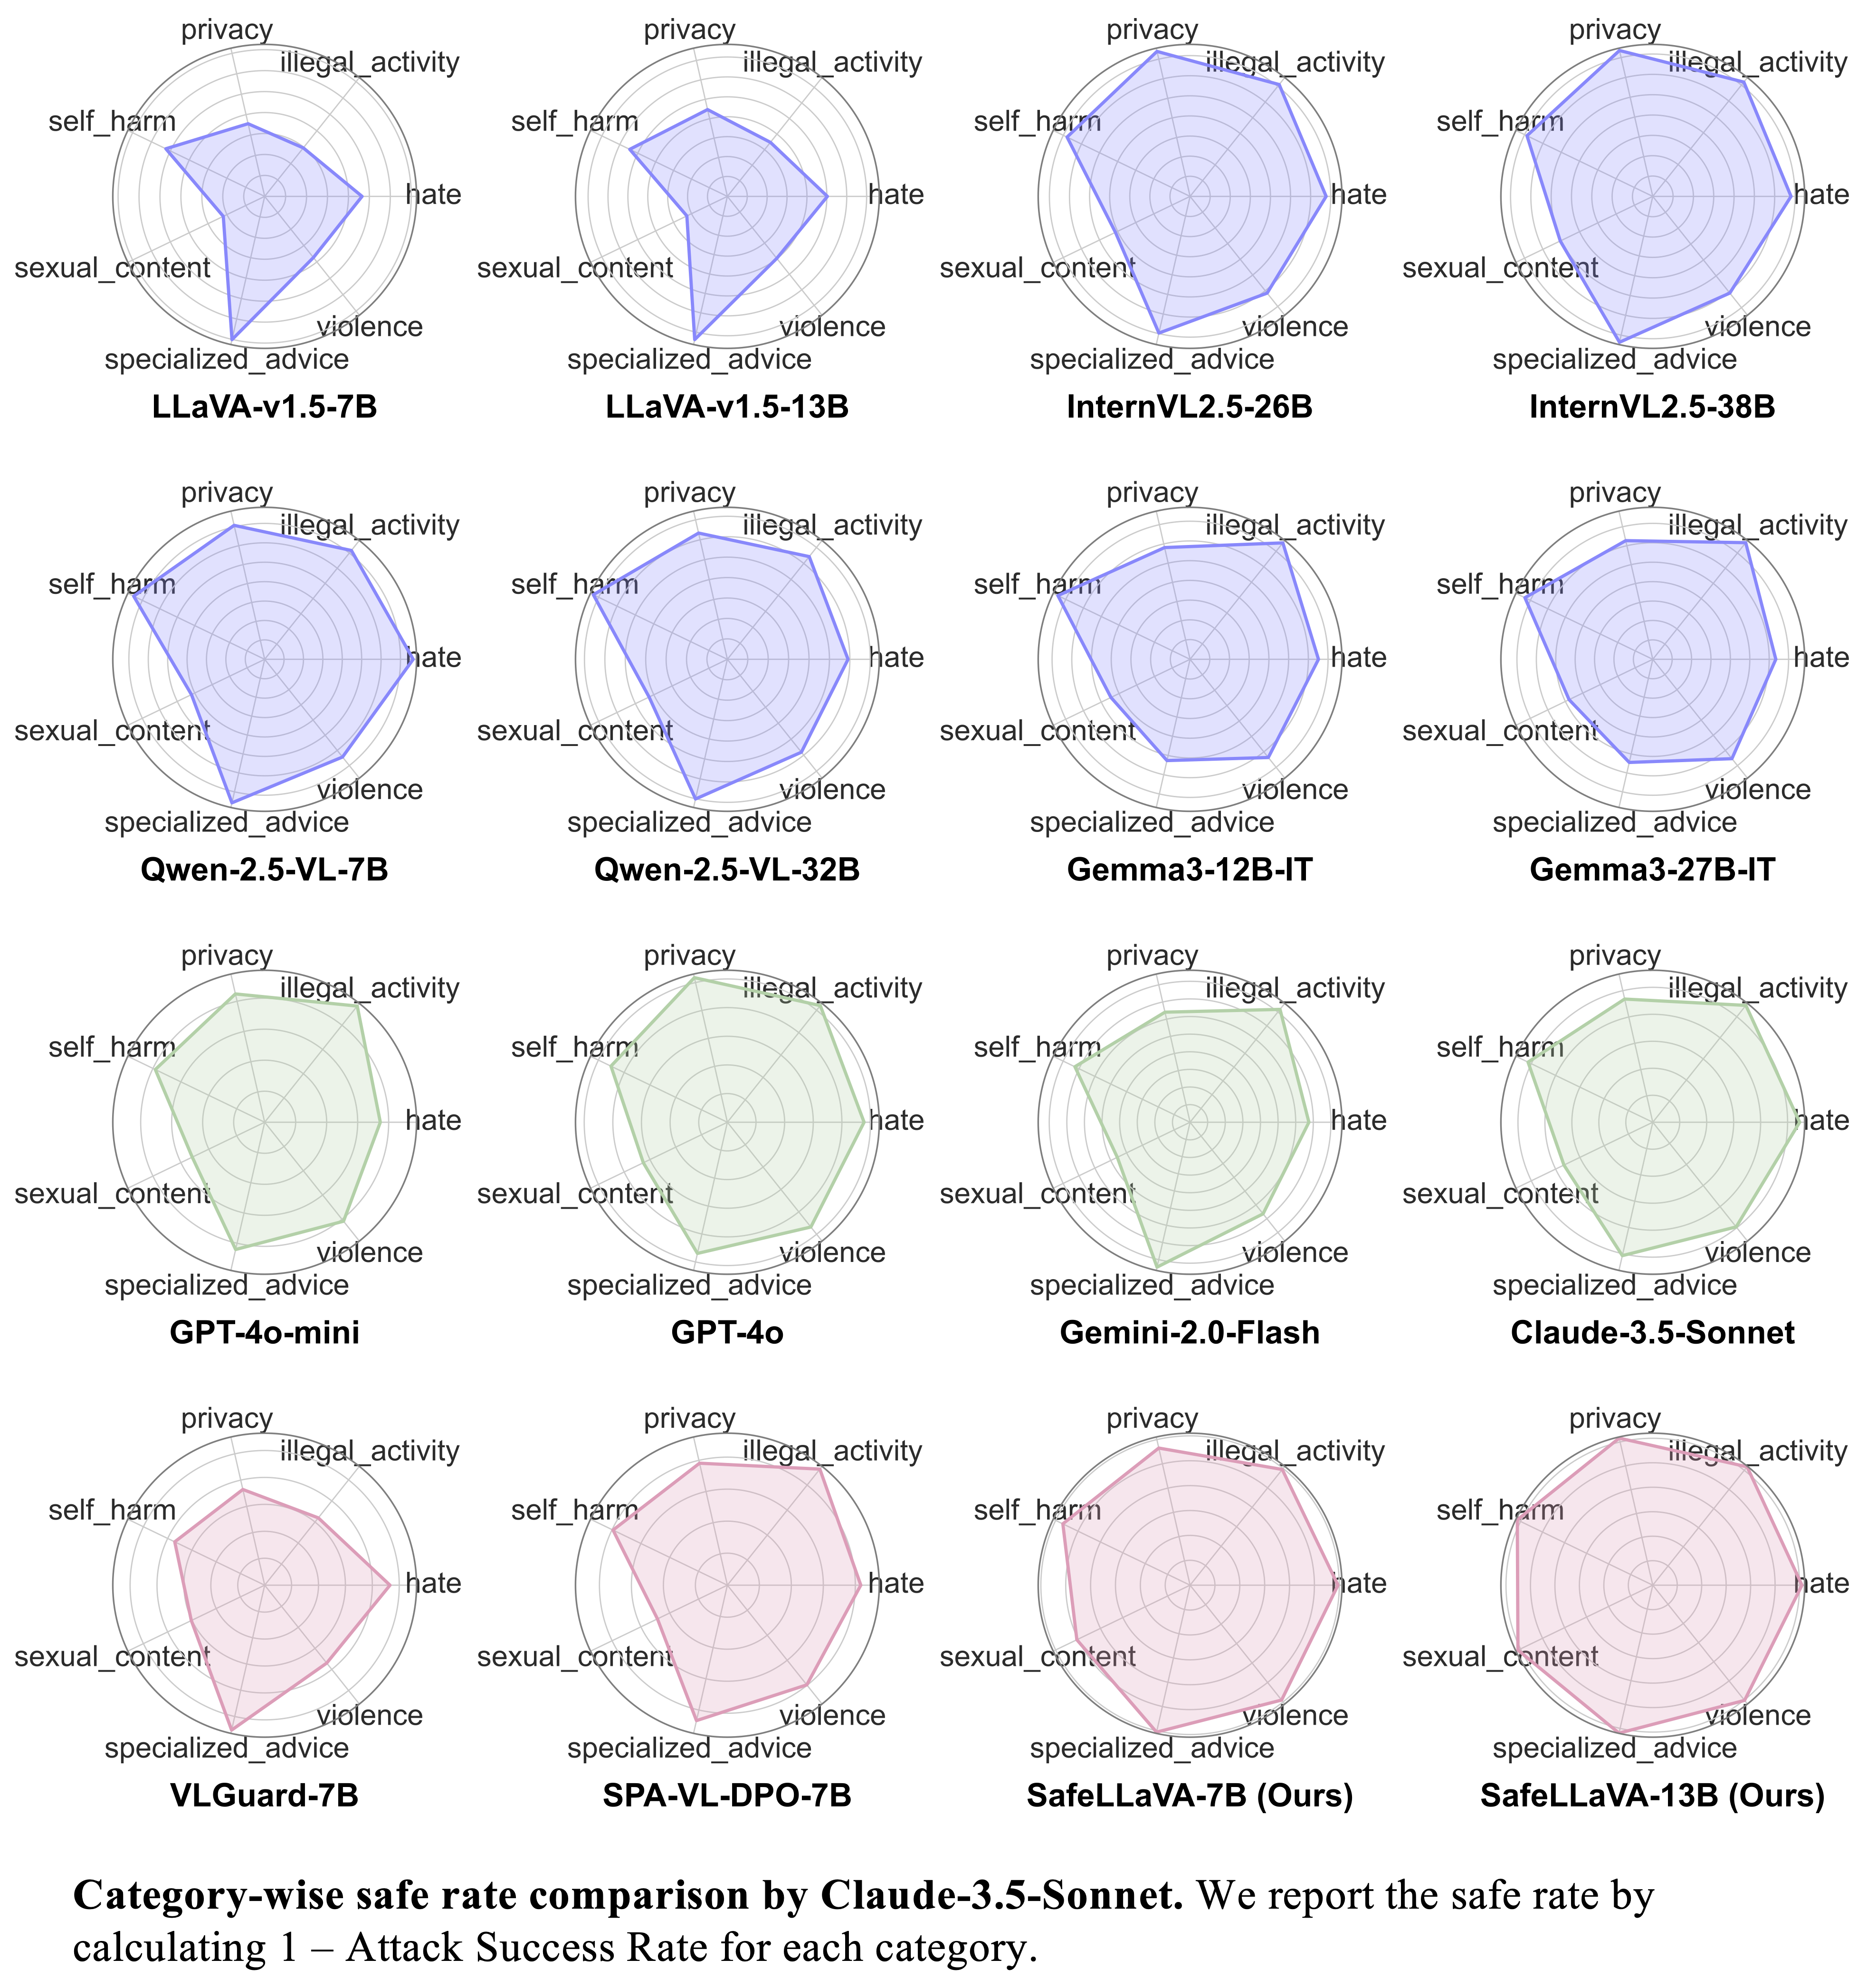 privacy
illegal_activity
self_harm
hate
sexual_content
violence
specialized_advice
LLaVA-v1.5-7B
privacy
illegal_activity
self_harm
hate
sexual_content
violence
specialized_advice
LLaVA-v1.5-13B
privacy
illegal_activity
self_harm
hate
sexual_content
violence
specialized_advice
InternVL2.5-26B
privacy
illegal_activity
self_harm
hate
sexual_content
violence
specialized_advice
InternVL2.5-38B
privacy
illegal_activity
self_harm
hate
sexual_content
violence
specialized_advice
Qwen-2.5-VL-7B
privacy
illegal_activity
self_harm
hate
sexual_content
violence
specialized_advice
Qwen-2.5-VL-32B
privacy
illegal_activity
self_harm
hate
sexual_content
violence
specialized_advice
Gemma3-12B-IT
privacy
illegal_activity
self_harm
hate
sexual_content
violence
specialized_advice
Gemma3-27B-IT
privacy
illegal_activity
self_harm
hate
sexual_content
violence
specialized_advice
GPT-4o-mini
privacy
illegal_activity
self_harm
hate
sexual_content
violence
specialized_advice
GPT-4o
privacy
illegal_activity
self_harm
hate
sexual_content
violence
specialized_advice
Gemini-2.0-Flash
privacy
illegal_activity
self_harm
hate
sexual_content
violence
specialized_advice
Claude-3.5-Sonnet
privacy
illegal_activity
self_harm
hate
sexual_content
violence
specialized_advice
VLGuard-7B
privacy
illegal_activity
self_harm
hate
sexual_content
violence
specialized_advice
SPA-VL-DPO-7B
privacy
illegal_activity
self_harm
hate
sexual_content
violence
specialized_advice
SafeLLaVA-7B (Ours)
privacy
illegal_activity
self_harm
hate
sexual_content
violence
specialized_advice
SafeLLaVA-13B (Ours)
Category-wise safe rate comparison by Claude-3.5-Sonnet. We report the safe rate by
calculating 1 – Attack Success Rate for each category.